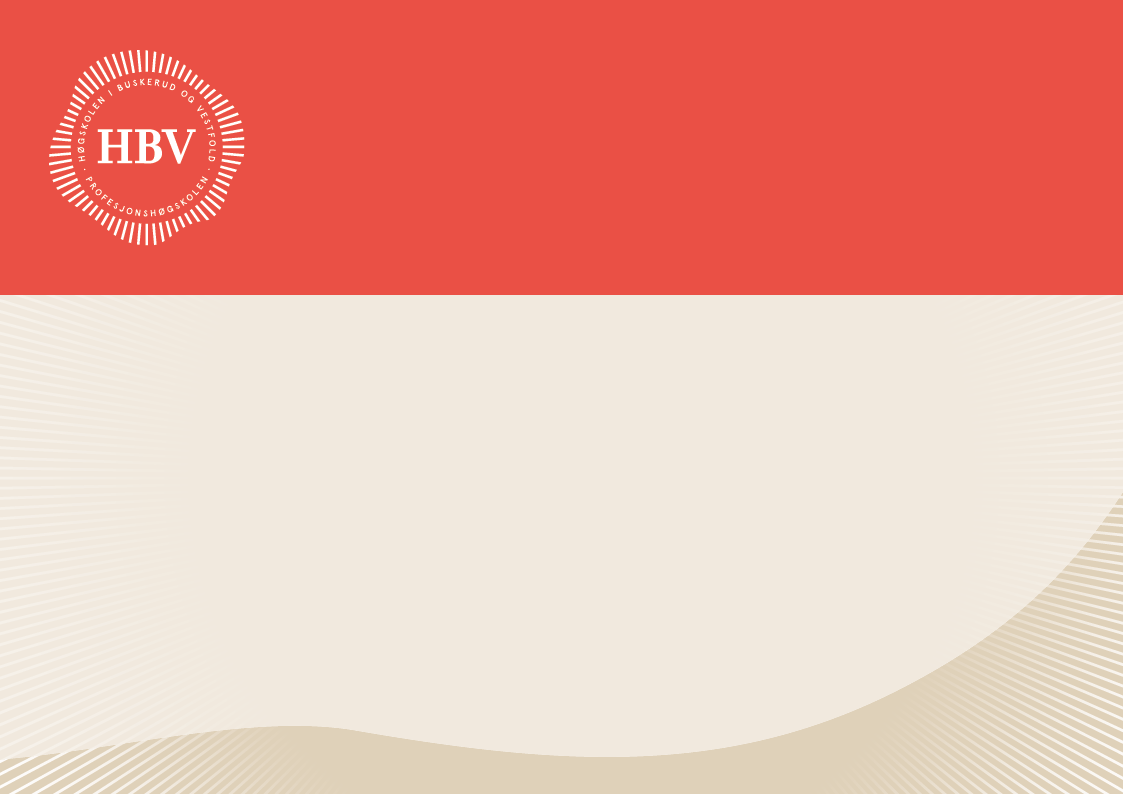 HØGSKOLEN I BUSKERUD OG VESTFOLD
HBV
· PROFESJONSHØGSKOLEN ·